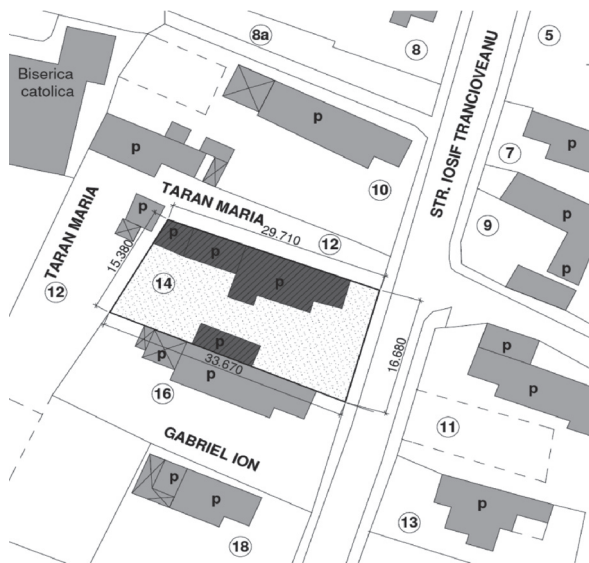 8a
8
5
Biserica
catolica
p
p
7
p
10
STR. IOSIF TRANCIOVEANU
TARAN MARIA
9
p
p
12
29.710
TARAN MARIA
12
15.380
p
p
14
p
p
16.680
p
p
p
33.670
p
16
11
p
p
GABRIEL ION
p
p
18
p
13